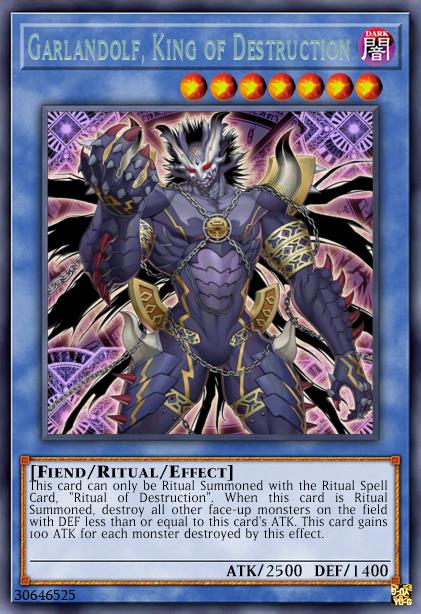 Garlandolf, King of Destruction
DARK
闇
[Fiend/Ritual/Effect]
This card can only be Ritual Summoned with the Ritual Spell
Card, "Ritual of Destruction". When this card is Ritual
Summoned, destroy all other face-up monsters on the field
with DEF less than or equal to this card's ATK. This card gains
100 ATK for each monster destroyed by this effect.
ATK/2500 DEF/1400
30646525